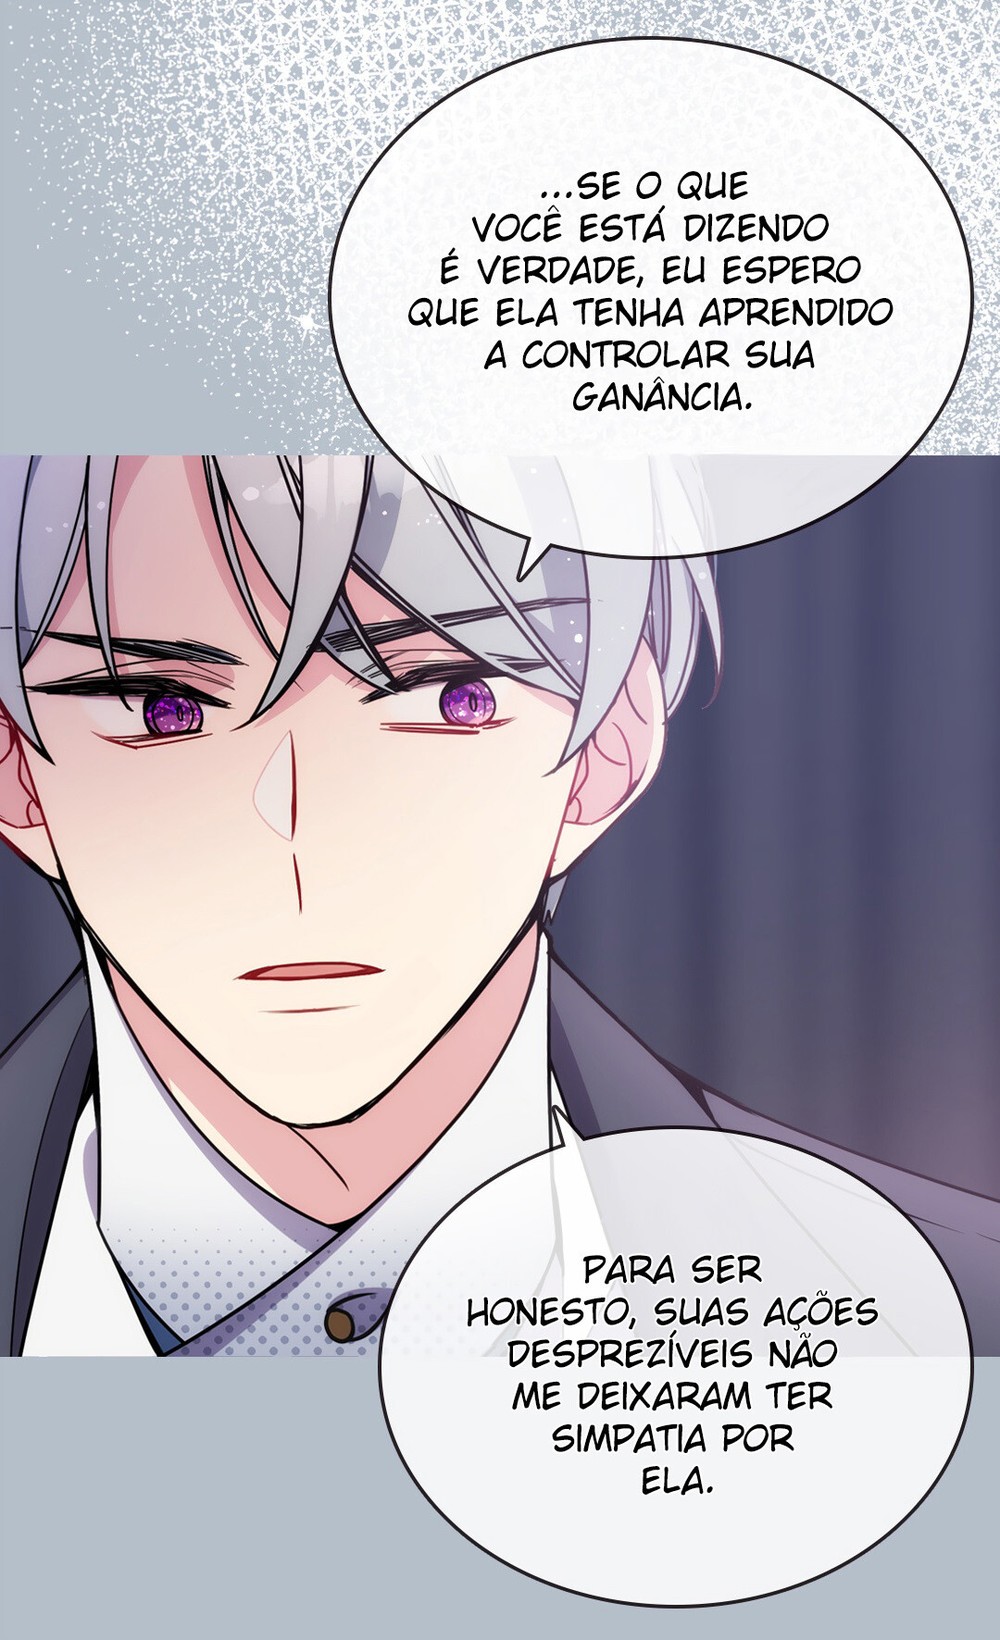 ...SE O QUE
VOCÊ ESTÁ DIZENDO
É VERDADE, EU ESPERO
QUE ELA TENHA APRENDIDO
A CONTROLAR SUA
GANÂNCIA.
PARA SER
HONESTO, SUAS AÇÕES
DESPREZÍVEIS NÃO
ME DEIXARAM TER
SIMPATIA POR
ELA.